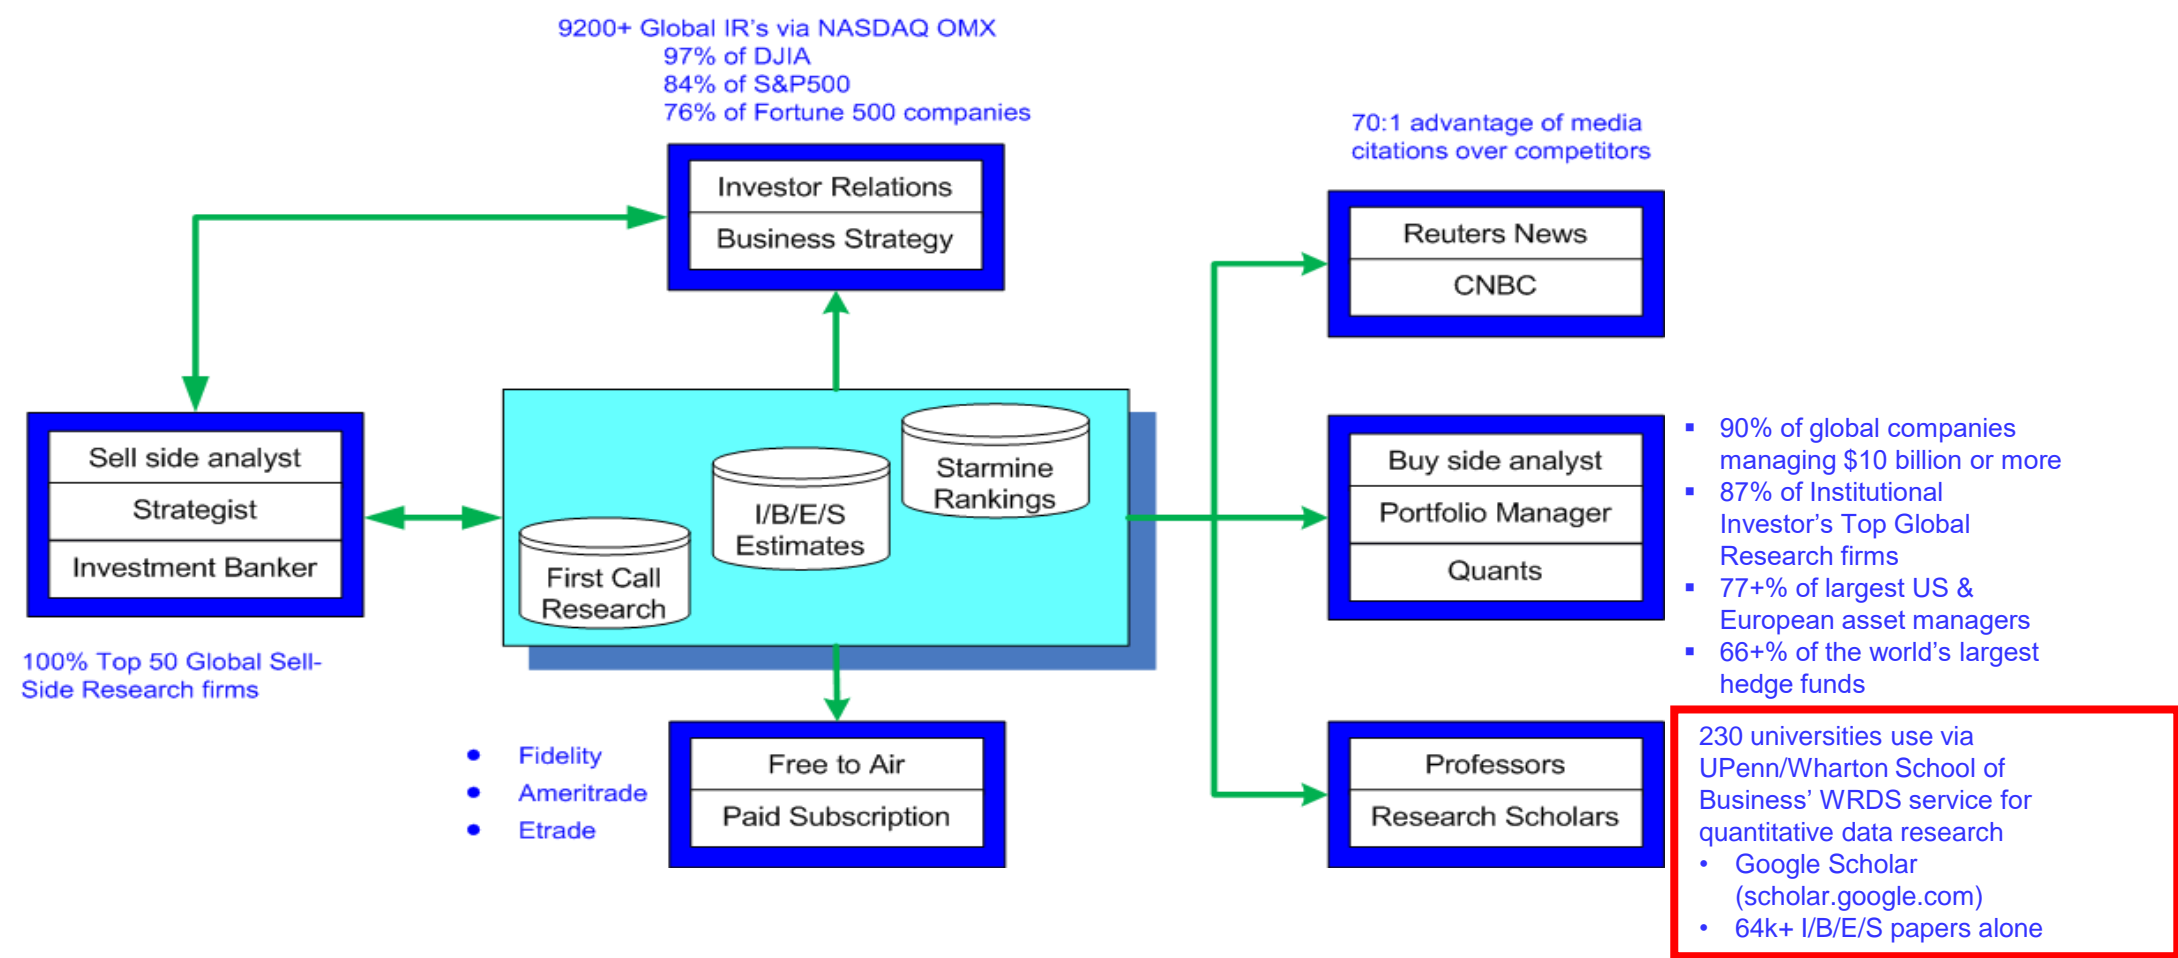 9200+ Global IR's via NASDAQ OMX
97% of DJIA
84% of S&P500
76% of Fortune 500 companies
70:1 advantage of media
citations over competitors
Investor Relations
Business Strategy
Reuters News
CNBC
Sell side analyst
Strategist
Investment Banker
100% Top 50 Global Sell-
Side Research firms
First Call
Research
I/B/E/S
Estimates
Starmine
Rankings
Buy side analyst
Portfolio Manager
Quants
▪ 90% of global companies
managing $10 billion or more
▪ 87% of Institutional
Investor’s Top Global
Research firms
▪ 77+% of largest US &
European asset managers
▪ 66+% of the world’s largest
hedge funds
• Fidelity
• Ameritrade
• Etrade
Free to Air
Paid Subscription
Professors
Research Scholars
230 universities use via
UPenn/Wharton School of
Business’ WRDS service for
quantitative data research
• Google Scholar
(scholar.google.com)
• 64k+ I/B/E/S papers alone